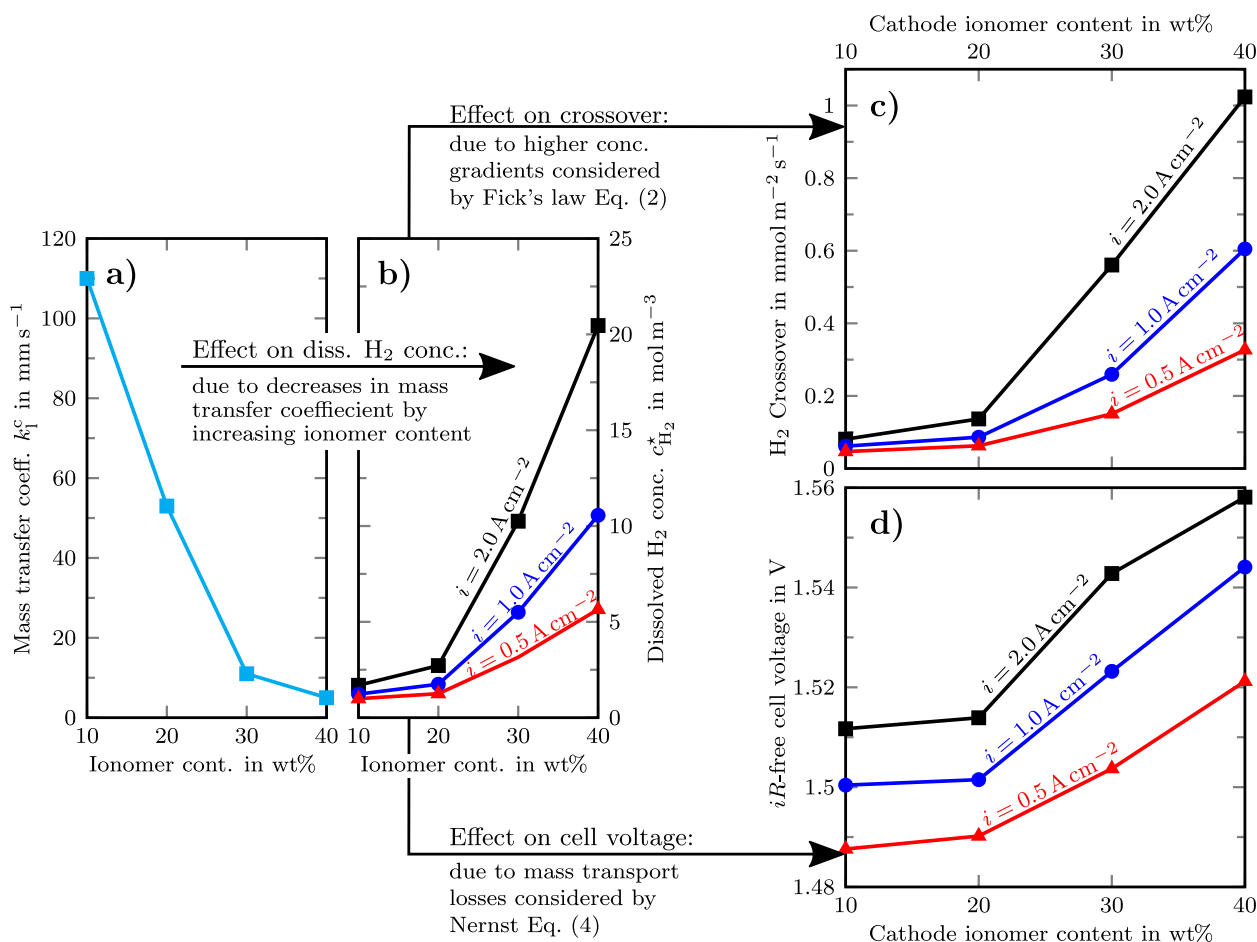 Cathode ionomer content in wt%
10 20 30 40
Effect on crossover:
due to higher conc.
gradients considered
by Fick's law Eq. (2)
c)
1
0.8
0.6
0.4
0.2
0
H₂ Crossover in mmol m⁻² s⁻¹
i = 2.0 A cm⁻²
i = 1.0 A cm⁻²
i = 0.5 A cm⁻²
a)
120
100
80
60
40
20
0
Mass transfer coeff. kₗᶜ in mm s⁻¹
10 20 30 40
Ionomer cont. in wt%
Effect on diss. H₂ conc.:
due to decreases in mass
transfer coeffiecient by
increasing ionomer content
b)
25
20
15
10
5
0
Dissolved H₂ conc. c*H₂ in mol m⁻³
i = 2.0 A cm⁻²
i = 1.0 A cm⁻²
i = 0.5 A cm⁻²
10 20 30 40
Ionomer cont. in wt%
Effect on cell voltage:
due to mass transport
losses considered by
Nernst Eq. (4)
d)
1.56
1.54
1.52
1.5
1.48
iR-free cell voltage in V
i = 2.0 A cm⁻²
i = 1.0 A cm⁻²
i = 0.5 A cm⁻²
10 20 30 40
Cathode ionomer content in wt%